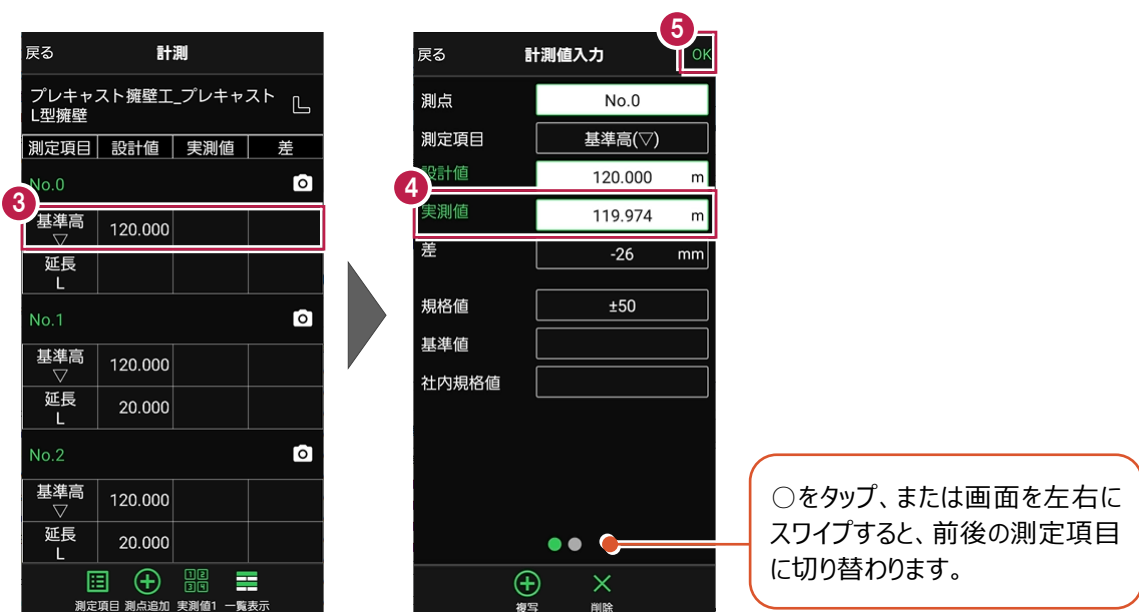 戻る 計測
プレキャスト擁壁工_プレキャスト
L型擁壁
測定項目 設計値 実測値 差
No.0
3
基準高
▽ 120.000
延長
L
No.1
基準高
▽ 120.000
延長
L 20.000
No.2
基準高
▽ 120.000
延長
L 20.000
測定項目 測点追加 実測値1 一覧表示
5
戻る 計測値入力 OK
測点 No.0
測定項目 基準高(▽)
設計値 120.000 m
4
実測値 119.974 m
差 -26 mm
規格値 ±50
基準値
社内規格値
複写 削除
○をタップ、または画面を左右に
スワイプすると、前後の測定項目
に切り替わります。